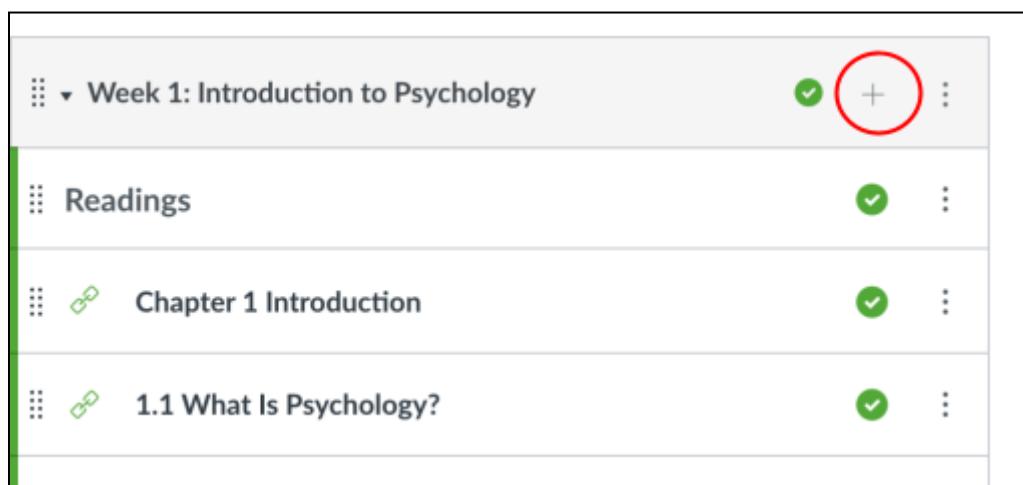 Week 1: Introduction to Psychology
Readings
Chapter 1 Introduction
1.1 What Is Psychology?